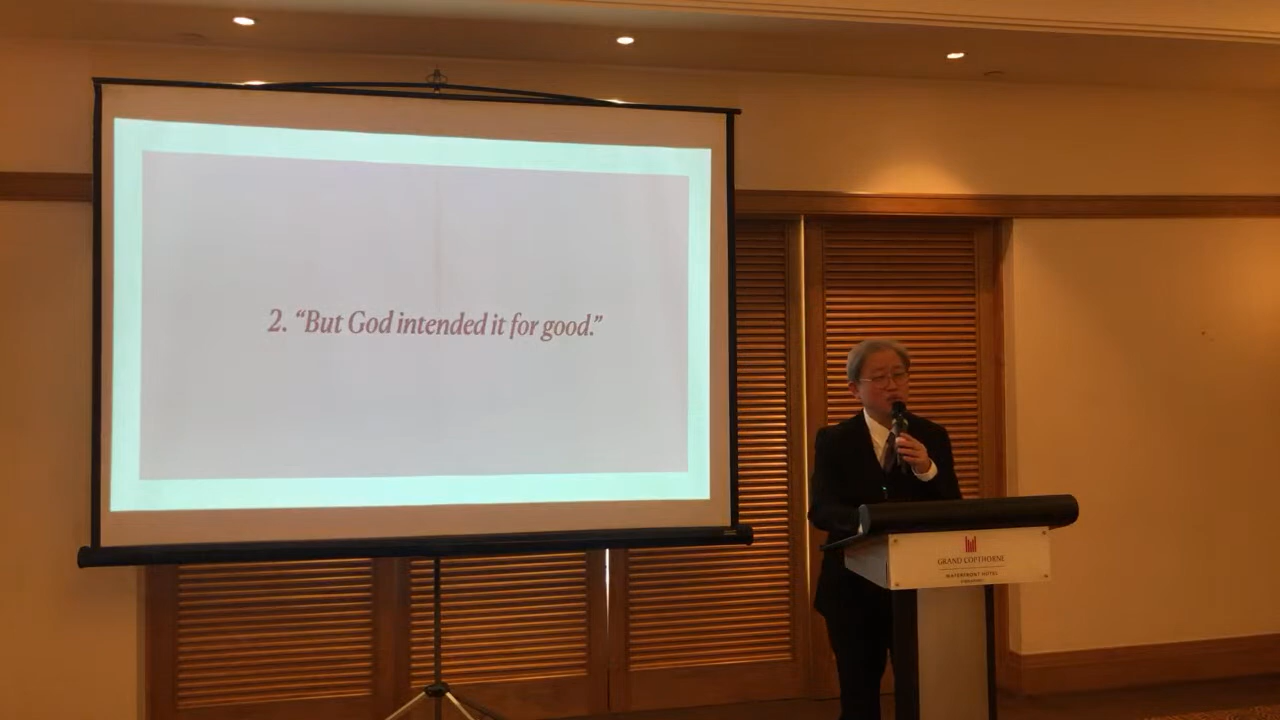 2. “But God intended it for good.”
GRAND COPTHORNE
WATERFRONT HOTEL